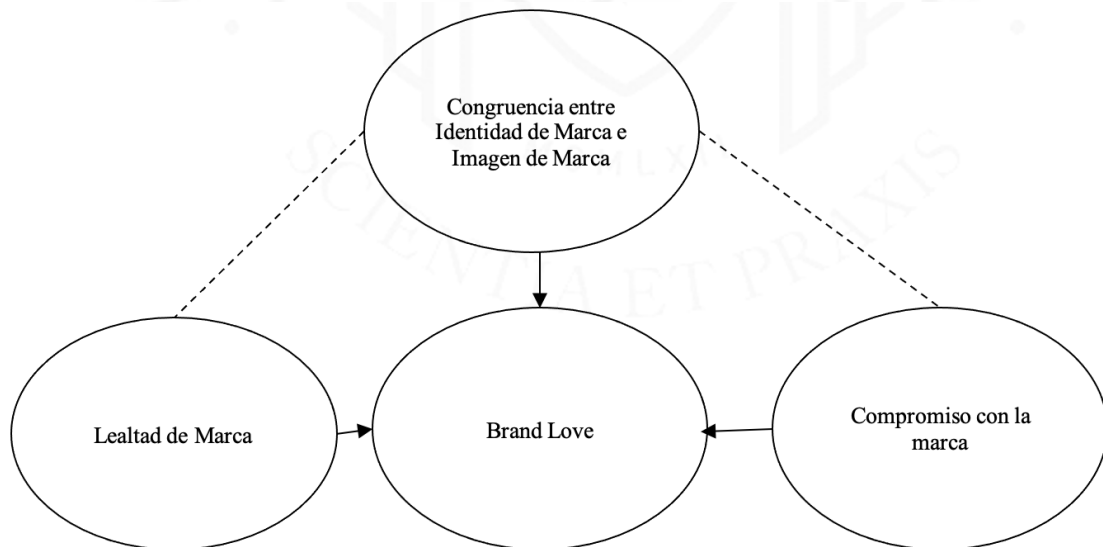 Congruencia entre
Identidad de Marca e
Imagen de Marca
SCIENTIA ET PRAXIS
Lealtad de Marca
Brand Love
Compromiso con la
marca